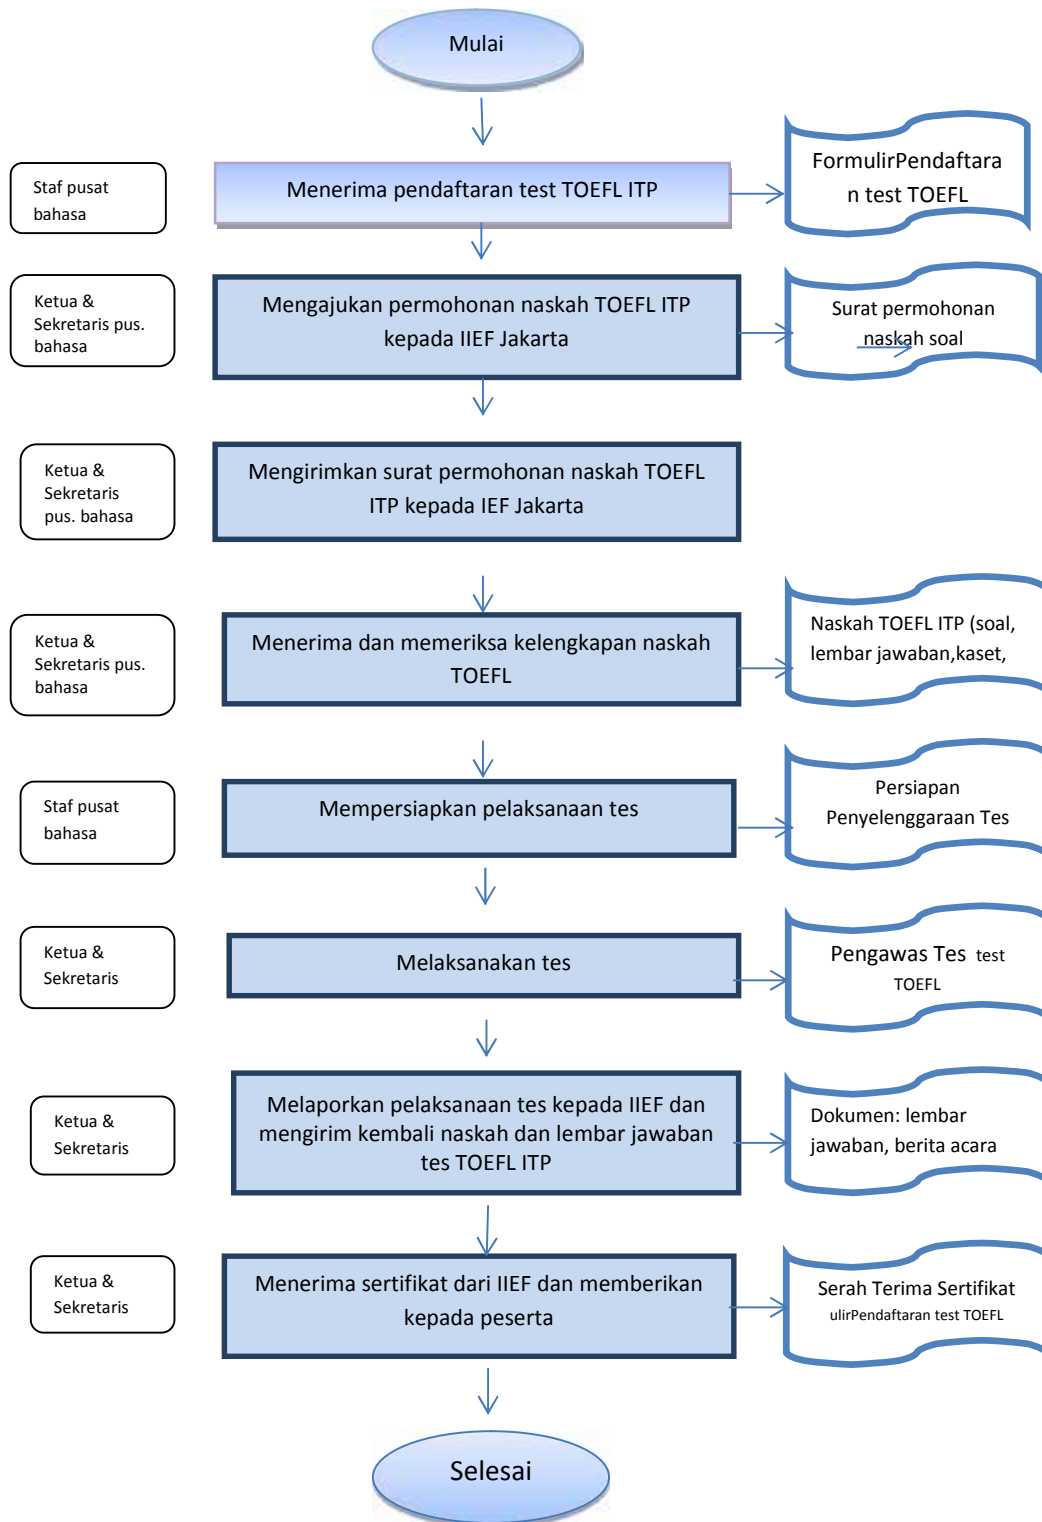 Mulai
Staf pusat
bahasa
Menerima pendaftaran test TOEFL ITP
FormulirPendaftara
n test TOEFL
Ketua &
Sekretaris pus.
bahasa
Mengajukan permohonan naskah TOEFL ITP
kepada IIEF Jakarta
Surat permohonan
naskah soal
Ketua &
Sekretaris
pus. bahasa
Mengirimkan surat permohonan naskah TOEFL
ITP kepada IEF Jakarta
Ketua &
Sekretaris pus.
bahasa
Menerima dan memeriksa kelengkapan naskah
TOEFL
Naskah TOEFL ITP (soal,
lembar jawaban,kaset,
Staf pusat
bahasa
Mempersiapkan pelaksanaan tes
Persiapan
Penyelenggaraan Tes
Ketua &
Sekretaris
Melaksanakan tes
Pengawas Tes test
TOEFL
Ketua &
Sekretaris
Melaporkan pelaksanaan tes kepada IIEF dan
mengirim kembali naskah dan lembar jawaban
tes TOEFL ITP
Dokumen: lembar
jawaban, berita acara
Ketua &
Sekretaris
Menerima sertifikat dari IIEF dan memberikan
kepada peserta
Serah Terima Sertifikat
ulirPendaftaran test TOEFL
Selesai